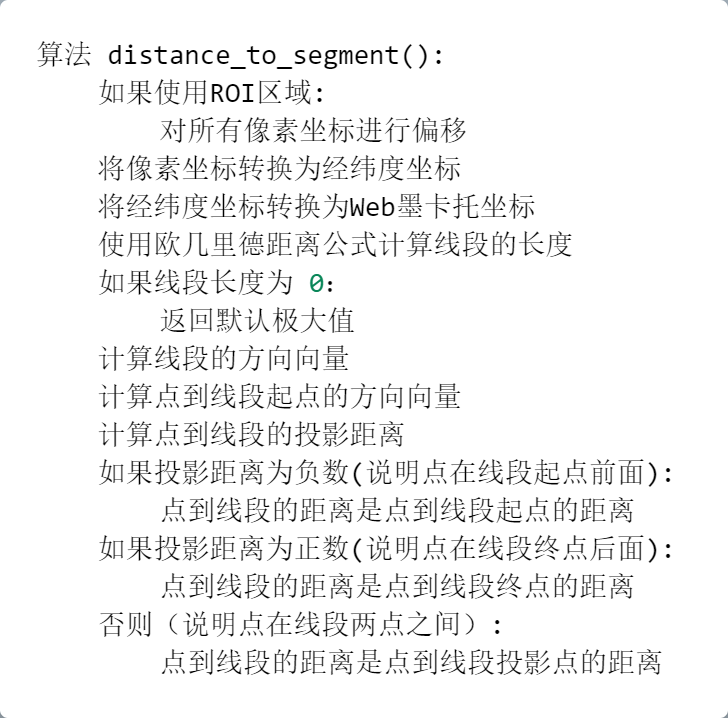 算法 distance_to_segment():
如果使用ROI区域:
对所有像素坐标进行偏移
将像素坐标转换为经纬度坐标
将经纬度坐标转换为Web墨卡托坐标
使用欧几里德距离公式计算线段的长度
如果线段长度为 0:
返回默认极大值
计算线段的方向向量
计算点到线段起点的方向向量
计算点到线段的投影距离
如果投影距离为负数(说明点在线段起点前面):
点到线段的距离是点到线段起点的距离
如果投影距离为正数(说明点在线段终点后面):
点到线段的距离是点到线段终点的距离
否则（说明点在线段两点之间）:
点到线段的距离是点到线段投影点的距离